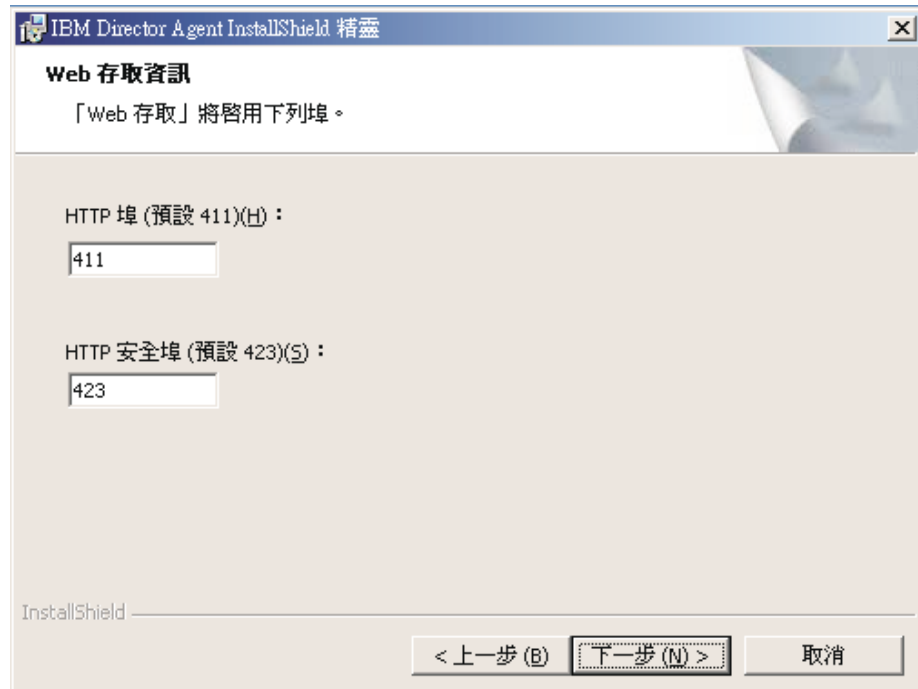 IBM Director Agent InstallShield 精靈
Web 存取資訊
「Web 存取」將啓用下列埠。
HTTP 埠 (預設 411)(H)：
411
HTTP 安全埠 (預設 423)(S)：
423
InstallShield
< 上一步 (B)
下一步 (N) >
取消